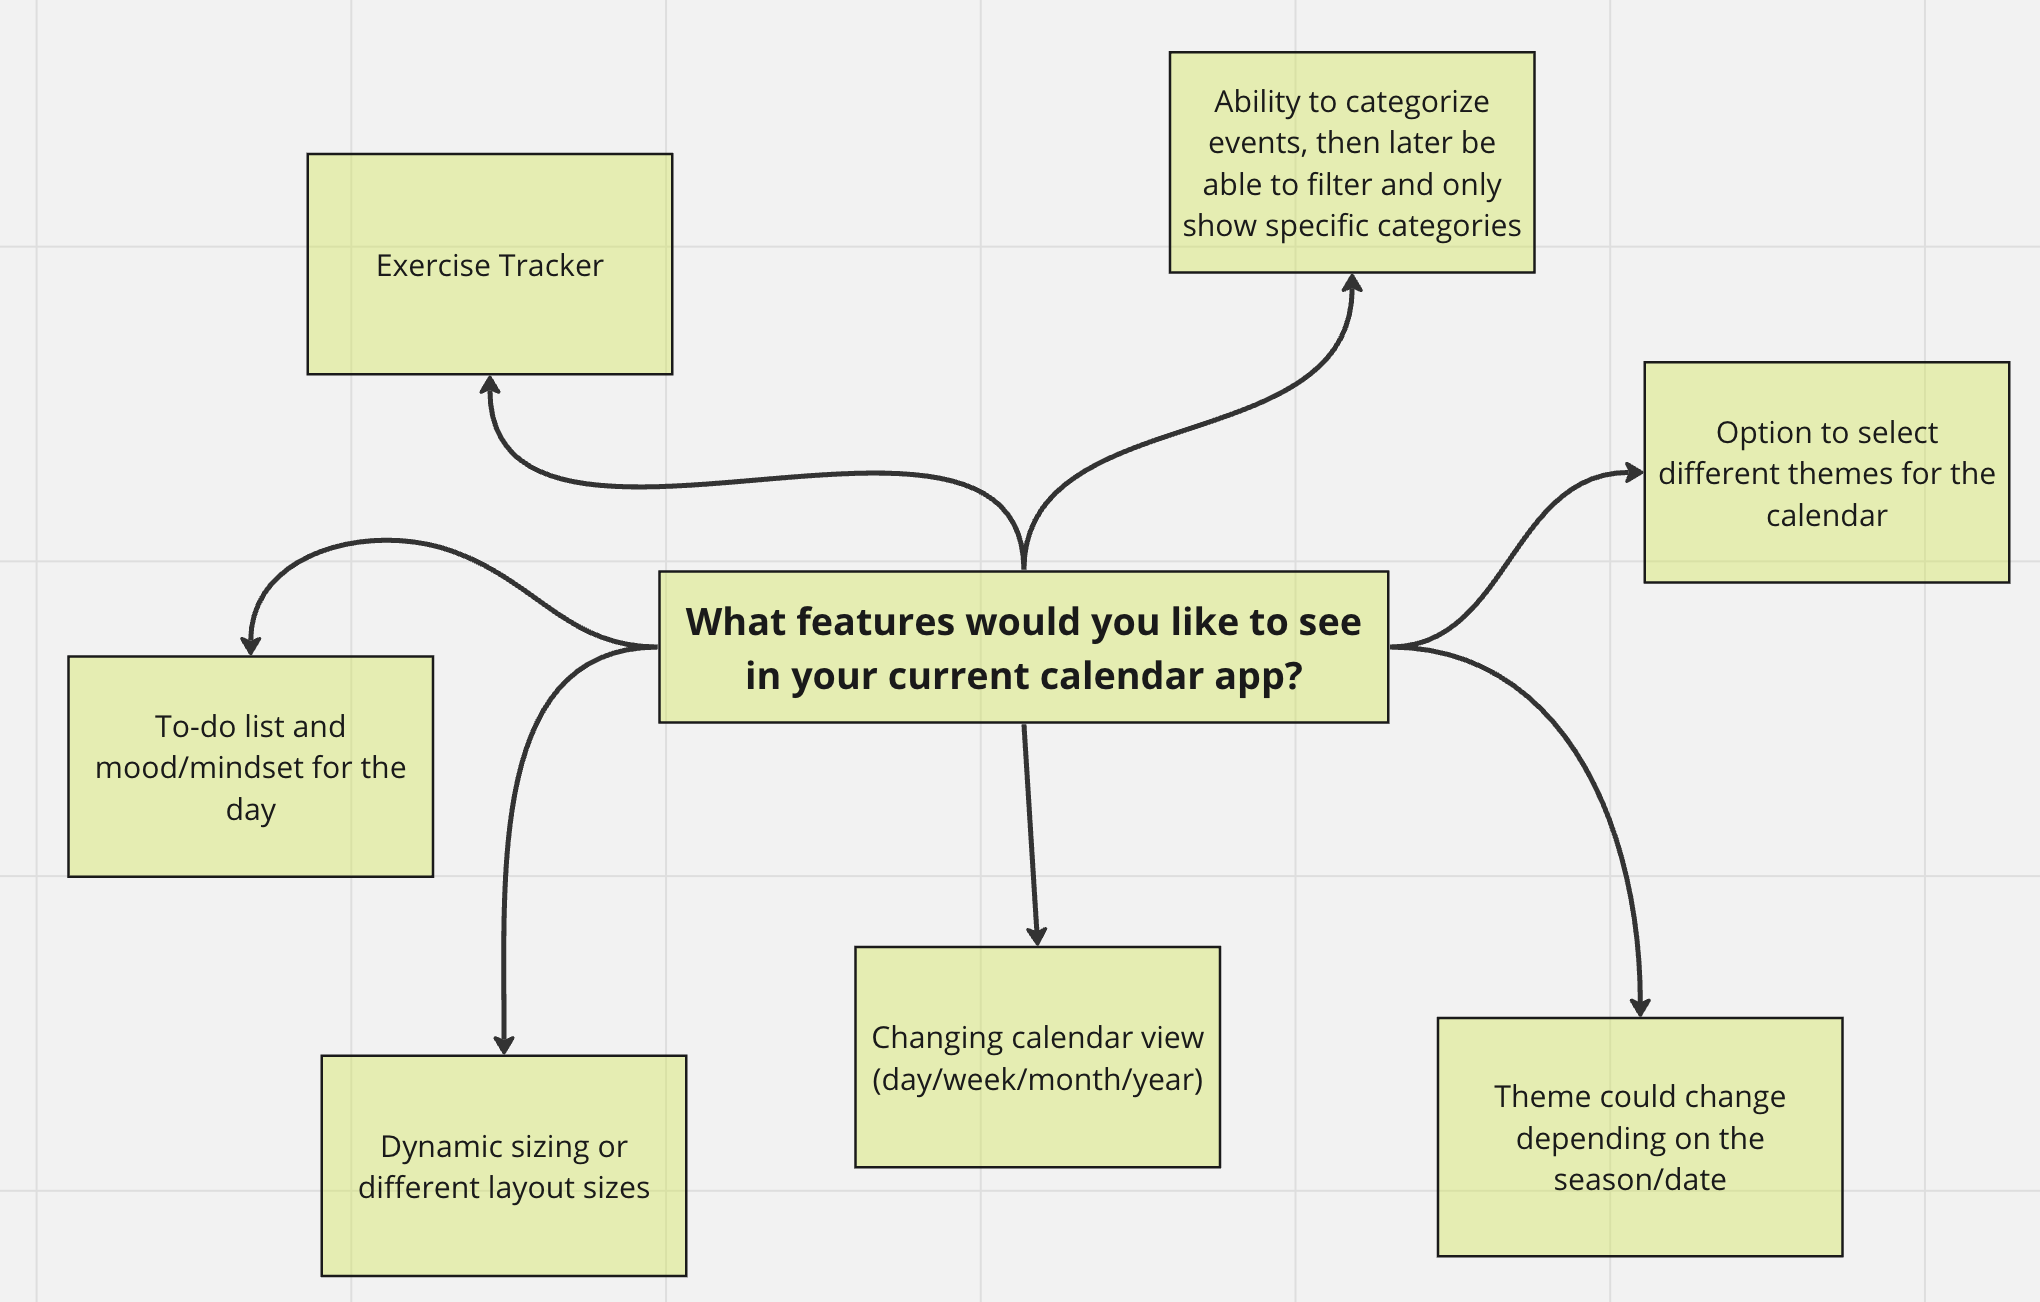 Ability to categorize
events, then later be
able to filter and only
show specific categories
Exercise Tracker
Option to select
different themes for the
calendar
What features would you like to see
in your current calendar app?
To-do list and
mood/mindset for the
day
Changing calendar view
(day/week/month/year)
Theme could change
depending on the
season/date
Dynamic sizing or
different layout sizes